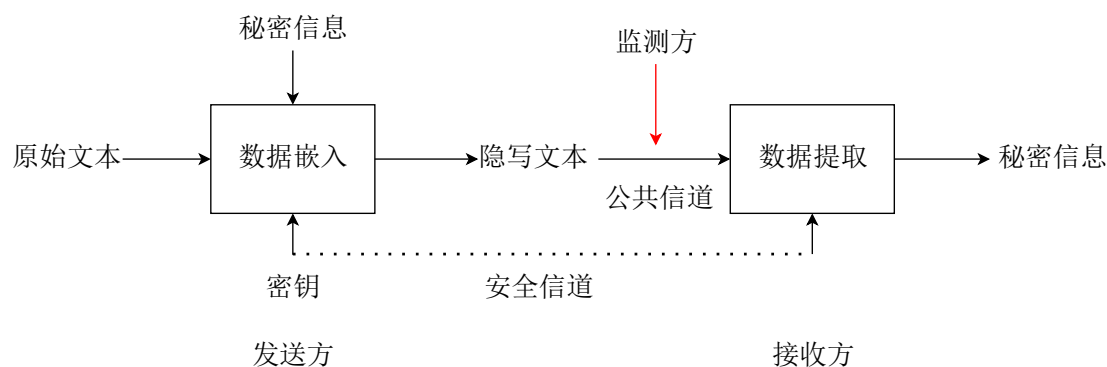 秘密信息
监测方
原始文本
数据嵌入
隐写文本
数据提取
秘密信息
公共信道
密钥
安全信道
发送方
接收方